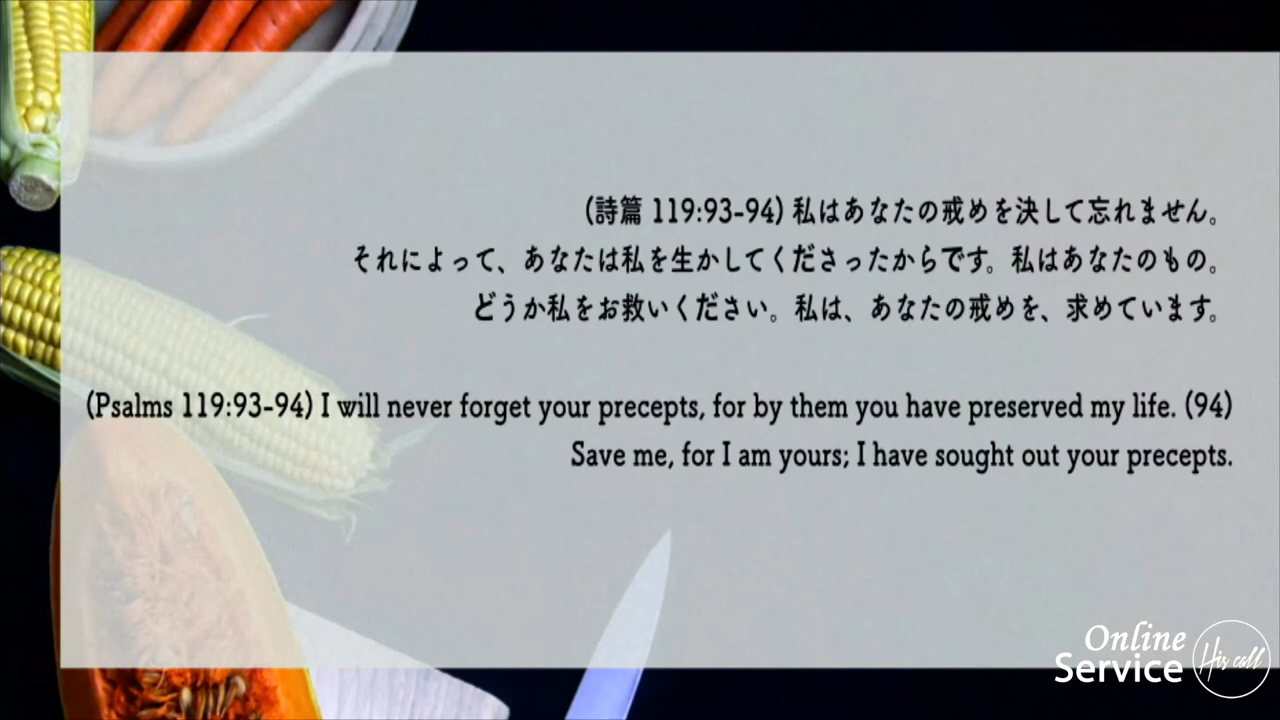 (詩篇 119:93-94) 私はあなたの戒めを決して忘れません。
それによって、あなたは私を生かしてくださったからです。私はあなたのもの。
どうか私をお救いください。私は、あなたの戒めを、求めています。
(Psalms 119:93-94) I will never forget your precepts, for by them you have preserved my life. (94)
Save me, for I am yours; I have sought out your precepts.
Online
Service
His call